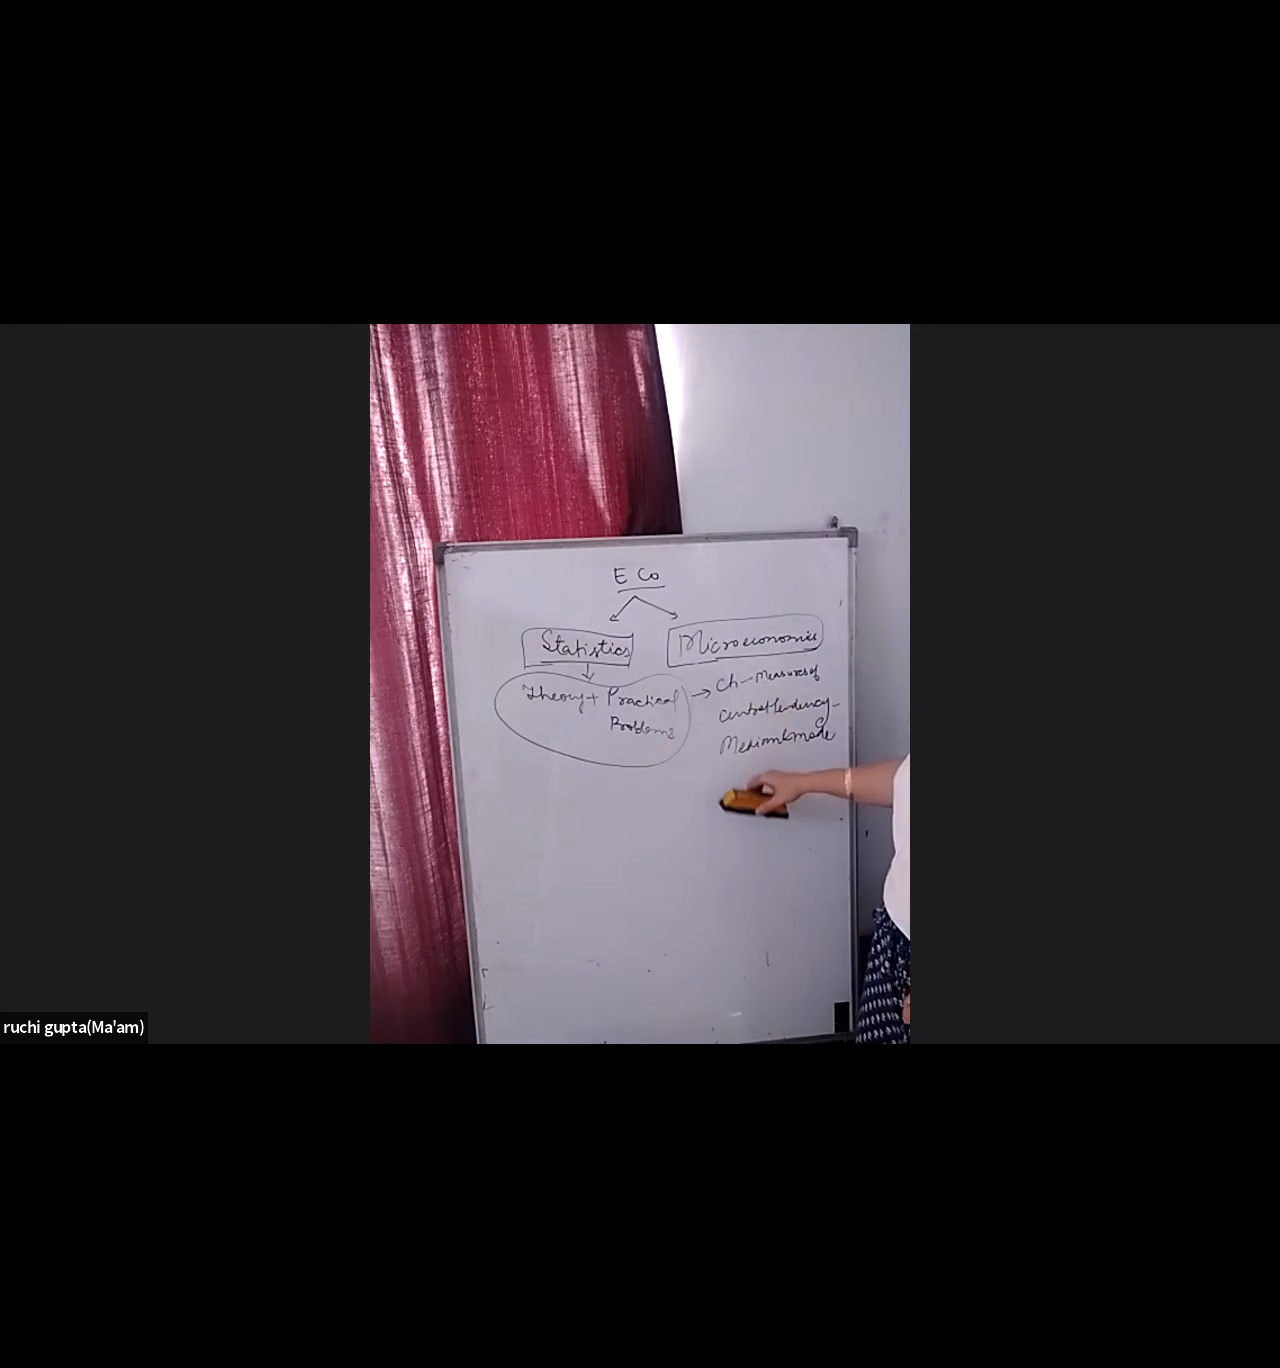 E Co
Statistics
Microeconomics
Theory + Practical
Problems
→ Ch - Measures of
Central Tendency -
Median & mode
ruchi gupta(Ma'am)